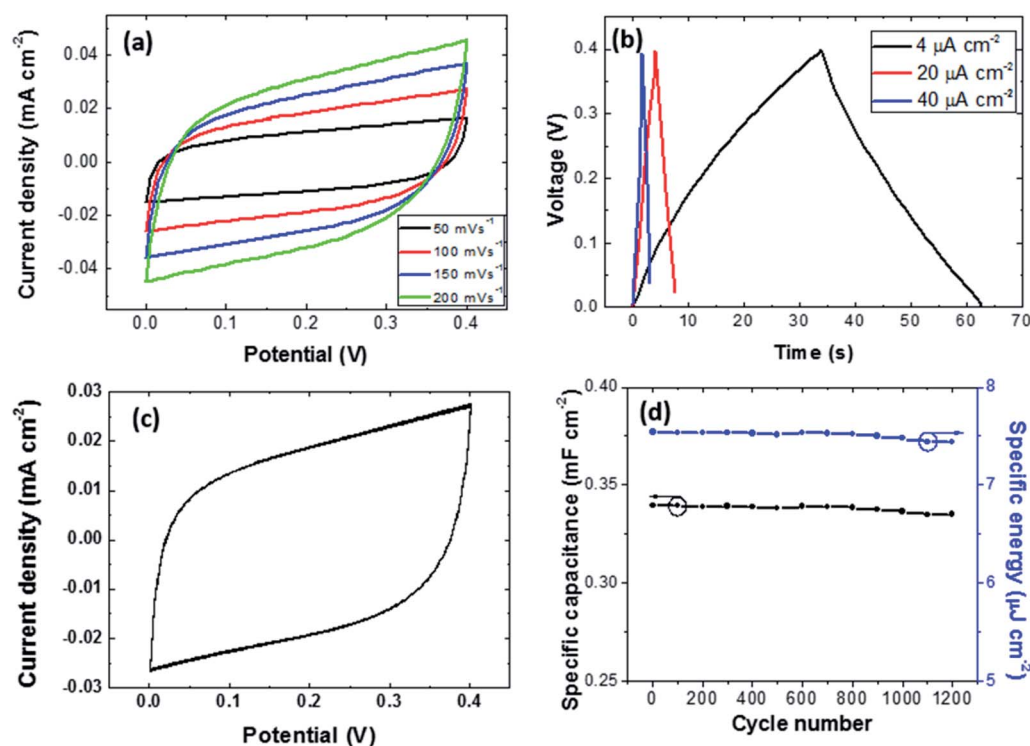 (a)
0.04
0.02
0.00
-0.02
-0.04
Current density (mA cm-2)
50 mVs-1
100 mVs-1
150 mVs-1
200 mVs-1
0.0 0.1 0.2 0.3 0.4
Potential (V)
(b)
4 μA cm-2
20 μA cm-2
40 μA cm-2
0.4
0.3
0.2
0.1
0.0
Voltage (V)
0 10 20 30 40 50 60 70
Time (s)
(c)
0.03
0.02
0.01
0.00
-0.01
-0.02
-0.03
Current density (mA cm-2)
0.0 0.1 0.2 0.3 0.4
Potential (V)
(d)
0.40
0.35
0.30
0.25
Specific capacitance (mF cm-2)
8
7
6
5
Specific energy (μJ cm-2)
0 200 400 600 800 1000 1200
Cycle number